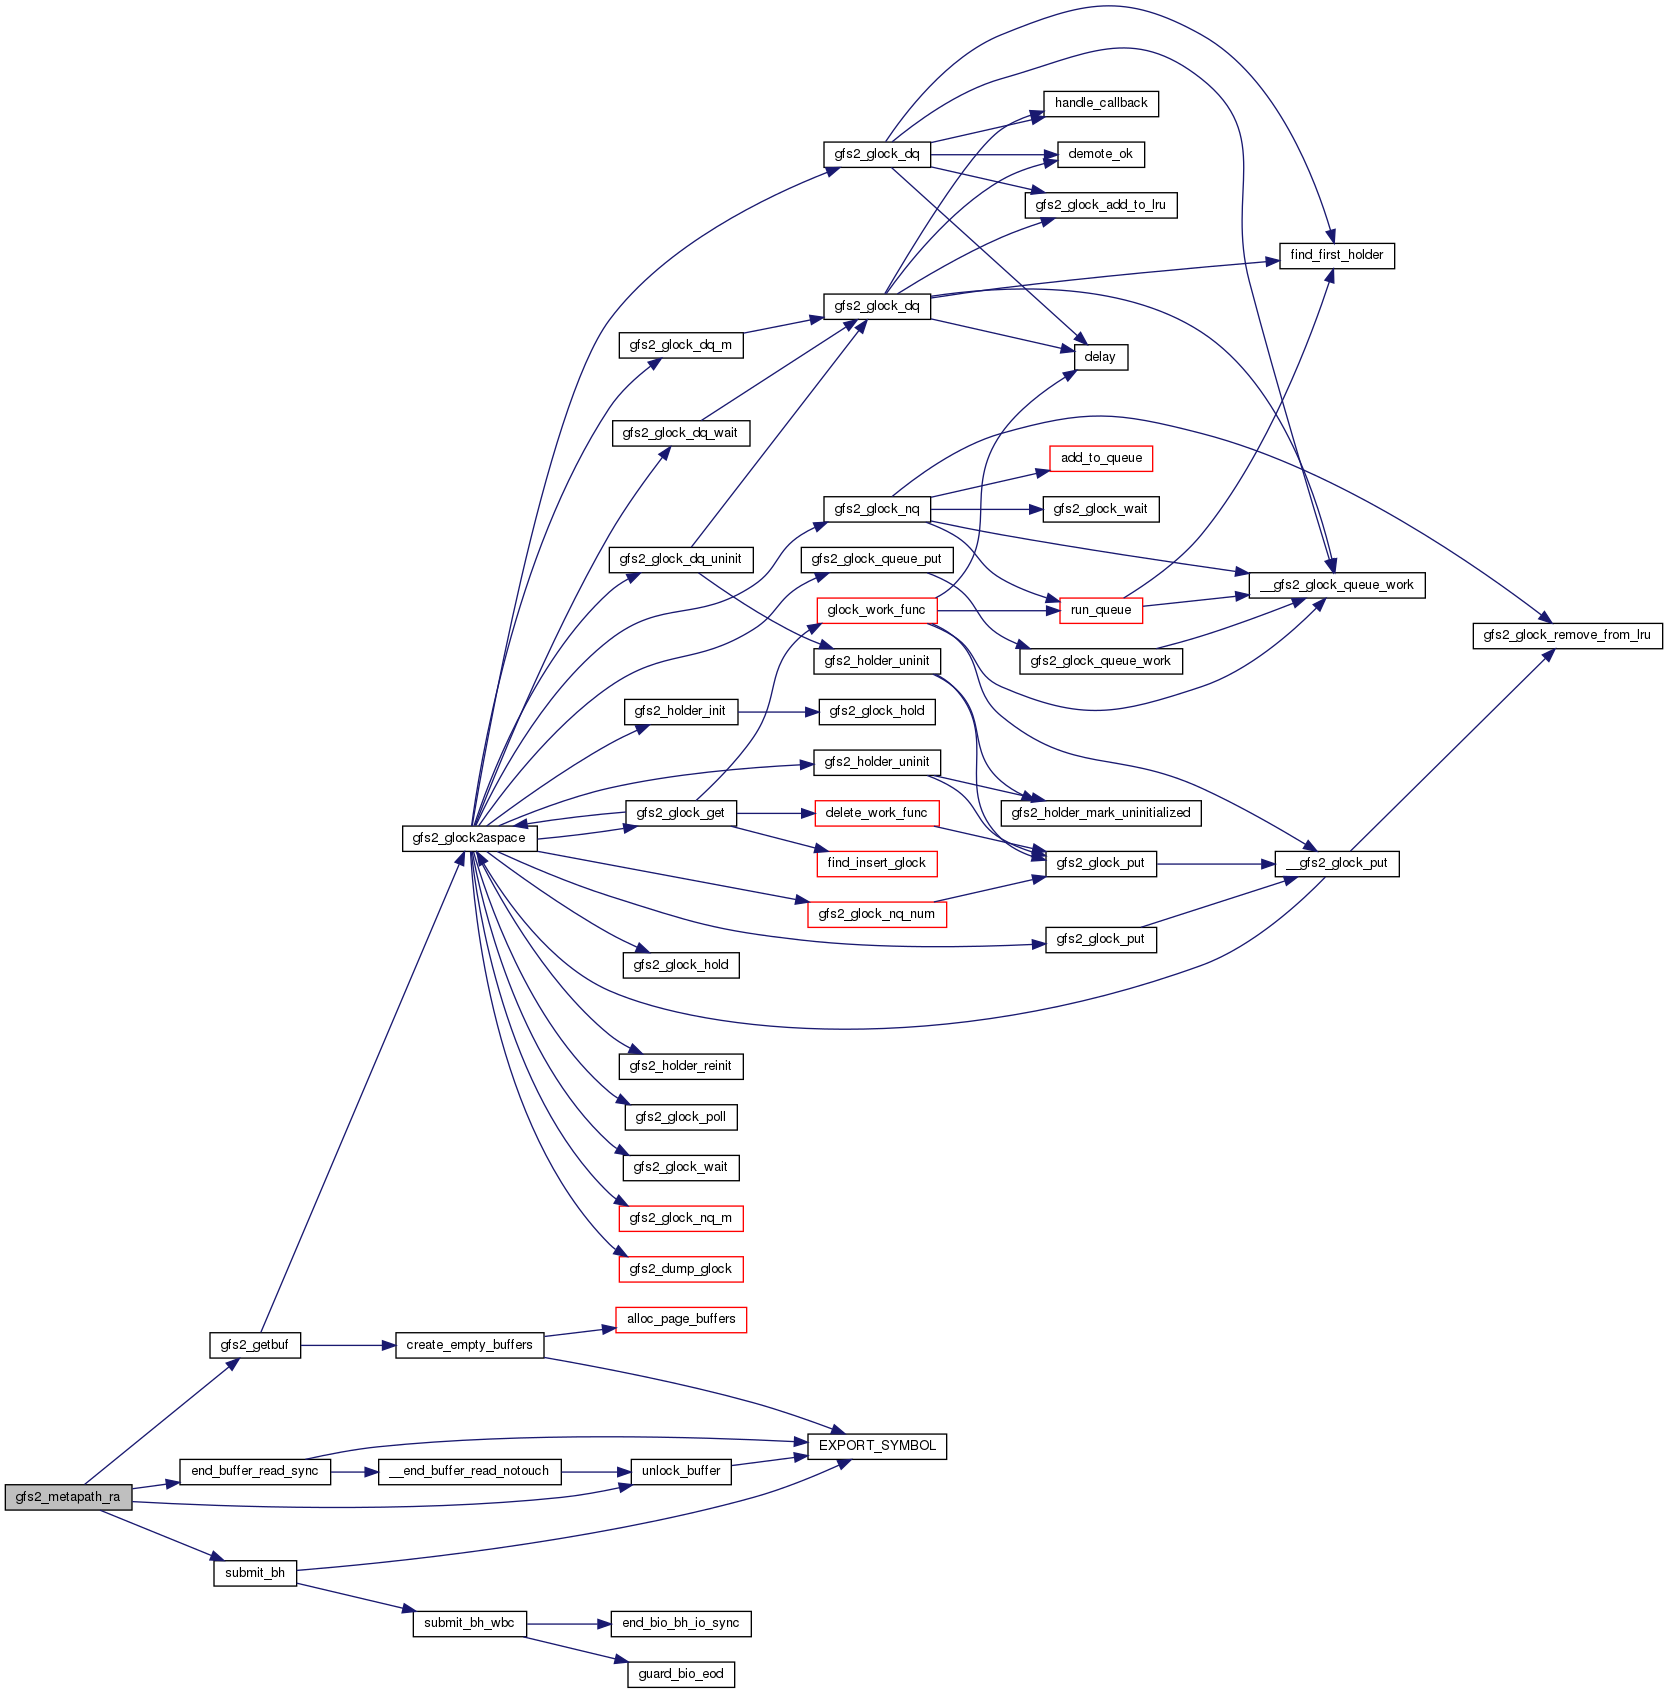 handle_callback
gfs2_glock_dq
demote_ok
gfs2_glock_add_to_lru
find_first_holder
gfs2_glock_dq
gfs2_glock_dq_m
delay
gfs2_glock_dq_wait
add_to_queue
gfs2_glock_nq
gfs2_glock_wait
gfs2_glock_dq_uninit
gfs2_glock_queue_put
__gfs2_glock_queue_work
glock_work_func
run_queue
gfs2_glock_remove_from_lru
gfs2_holder_uninit
gfs2_glock_queue_work
gfs2_holder_init
gfs2_glock_hold
gfs2_holder_uninit
gfs2_glock_get
delete_work_func
gfs2_holder_mark_uninitialized
gfs2_glock2aspace
find_insert_glock
gfs2_glock_put
__gfs2_glock_put
gfs2_glock_nq_num
gfs2_glock_put
gfs2_glock_hold
gfs2_holder_reinit
gfs2_glock_poll
gfs2_glock_wait
gfs2_glock_nq_m
gfs2_dump_glock
alloc_page_buffers
gfs2_getbuf
create_empty_buffers
EXPORT_SYMBOL
end_buffer_read_sync
__end_buffer_read_notouch
unlock_buffer
gfs2_metapath_ra
submit_bh
submit_bh_wbc
end_bio_bh_io_sync
guard_bio_eod